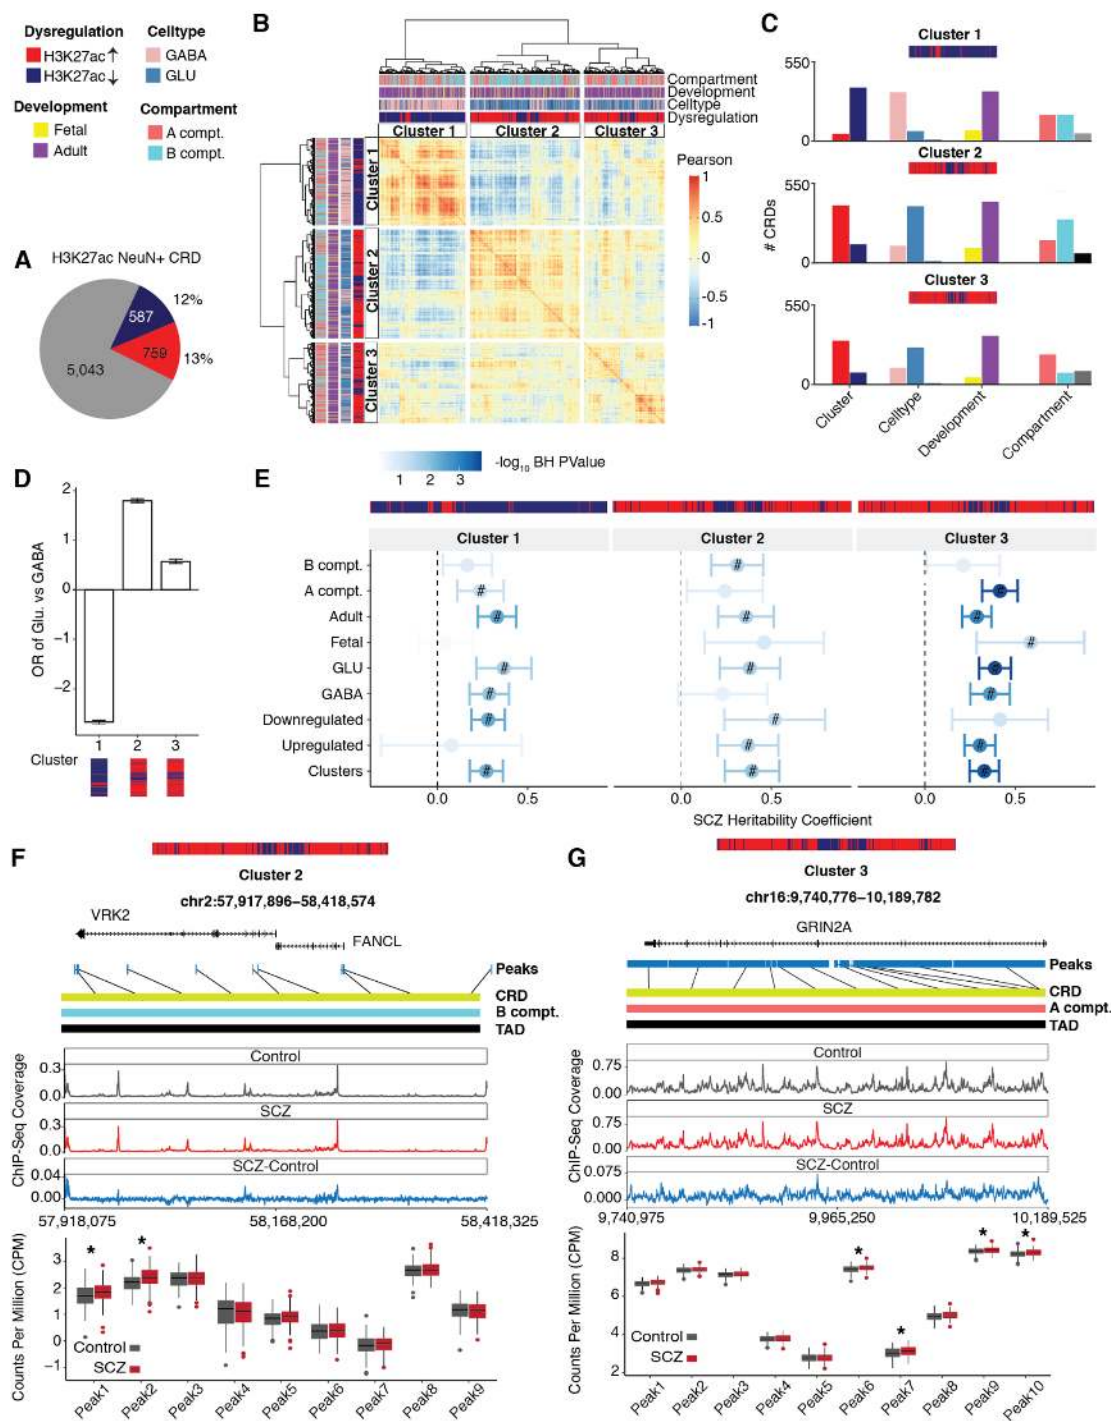 Dysregulation
H3K27ac↑
H3K27ac↓
Celltype
GABA
GLU
Development
Fetal
Adult
Compartment
A compt.
B compt.
A
H3K27ac NeuN+ CRD
587
12%
759
13%
5,043
B
Compartment
Development
Celltype
Dysregulation
Cluster 1
Cluster 2
Cluster 3
Cluster 1
Cluster 2
Cluster 3
Pearson
1
0.5
0
-0.5
-1
C
Cluster 1
550
0
Cluster 2
550
0
# CRDs
Cluster 3
550
0
Cluster
Celltype
Development
Compartment
D
OR of Glu. vs GABA
2
1
0
−1
−2
1 2 3
Cluster
1 2 3
-log10 BH PValue
E
Cluster 1
Cluster 2
Cluster 3
B compt.
A compt.
Adult
Fetal
GLU
GABA
Downregulated
Upregulated
Clusters
# # # # # #
# # # # # #
# # # # # # #
0.0 0.5
0.0 0.5
0.0 0.5
SCZ Heritability Coefficient
F
Cluster 2
chr2:57,917,896−58,418,574
VRK2
FANCL
Peaks
CRD
B compt.
TAD
ChIP-Seq Coverage
Control
0.3
0.0
SCZ
0.3
0.0
SCZ-Control
0.04
0.00
57,918,075 58,168,200 58,418,325
Counts Per Million (CPM)
3
2
1
0
−1
* *
Control
SCZ
Peak1 Peak2 Peak3 Peak4 Peak5 Peak6 Peak7 Peak8 Peak9
G
Cluster 3
chr16:9,740,776−10,189,782
GRIN2A
Peaks
CRD
A compt.
TAD
ChIP-Seq Coverage
Control
0.75
0.00
SCZ
0.75
0.00
SCZ-Control
0.075
0.000
9,740,975 9,965,250 10,189,525
Counts Per Million (CPM)
8
6
4
2
* * * *
Control
SCZ
Peak1 Peak2 Peak3 Peak4 Peak5 Peak6 Peak7 Peak8 Peak9 Peak10